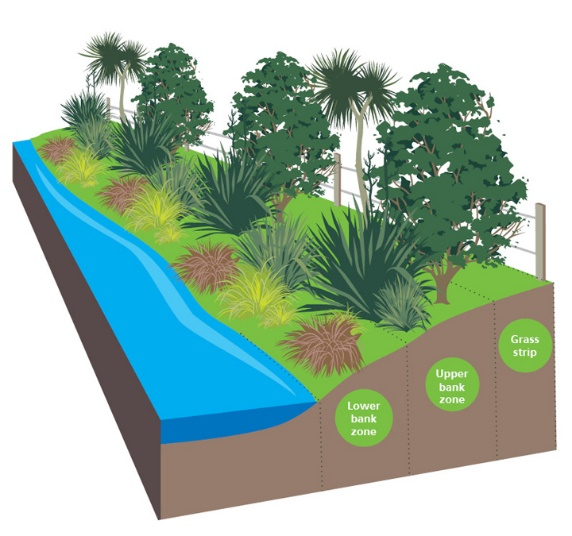 Lower
bank
zone
Upper
bank
zone
Grass
strip